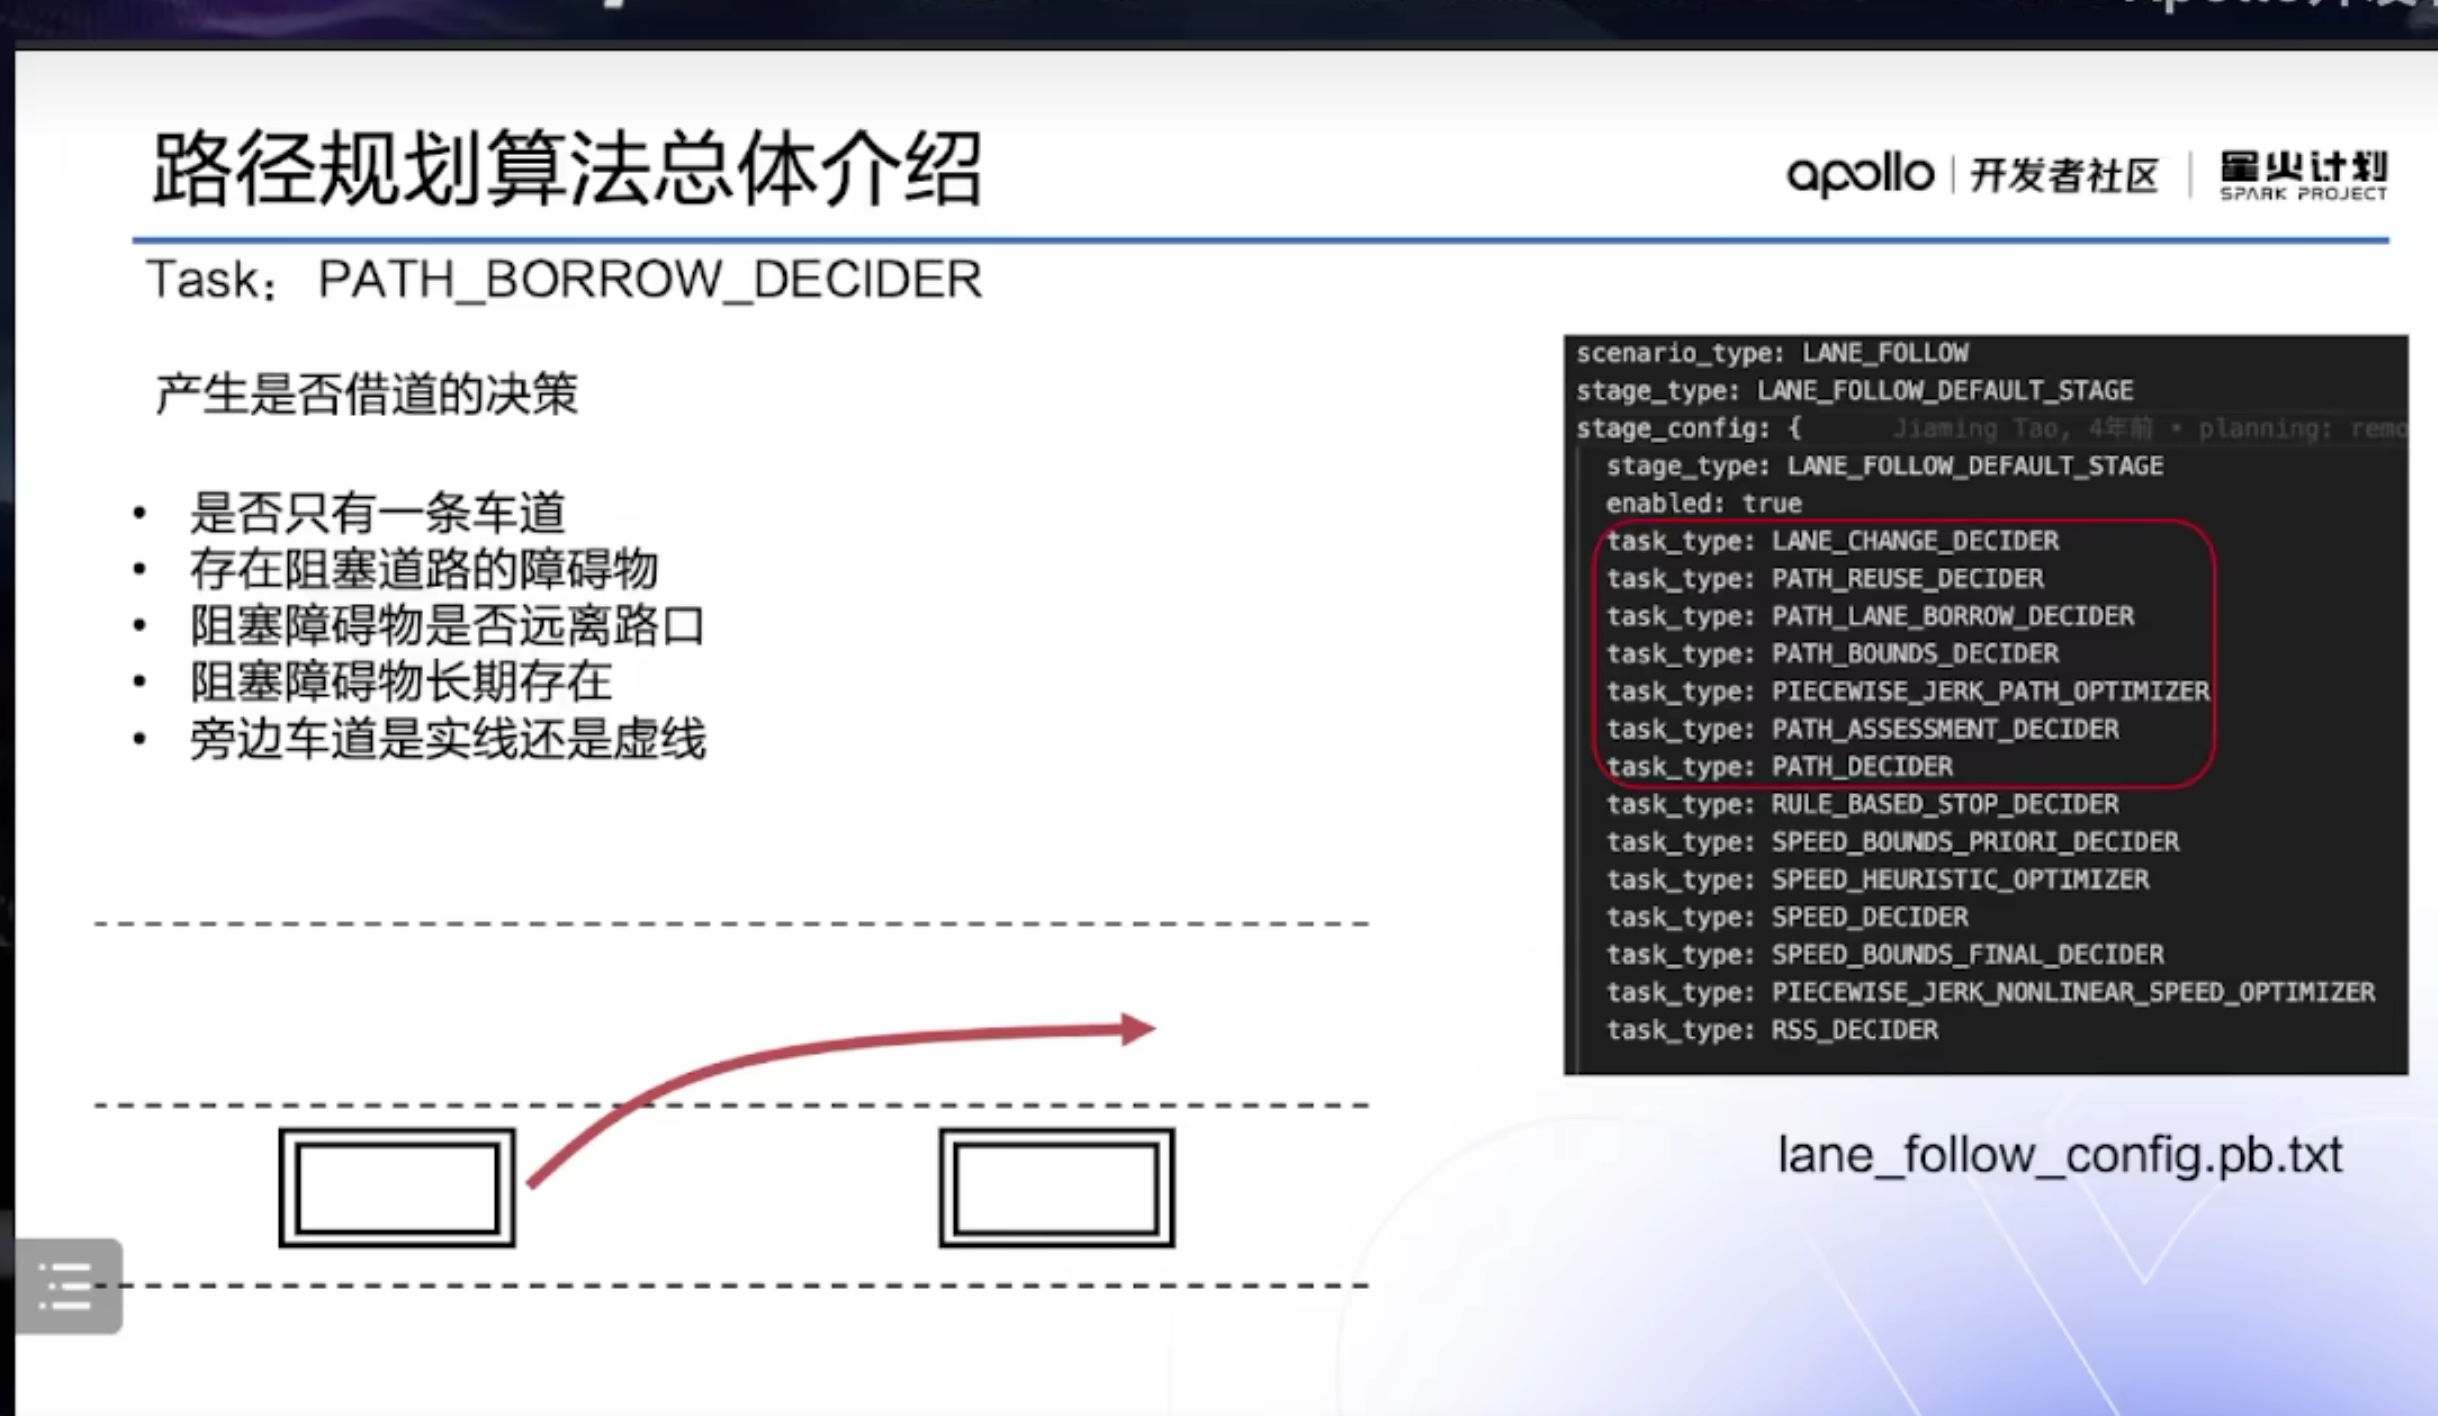 路径规划算法总体介绍
apollo | 开发者社区 | 星火计划
SPARK PROJECT
Task： PATH_BORROW_DECIDER
产生是否借道的决策
• 是否只有一条车道
• 存在阻塞道路的障碍物
• 阻塞障碍物是否远离路口
• 阻塞障碍物长期存在
• 旁边车道是实线还是虚线
scenario_type: LANE_FOLLOW
stage_type: LANE_FOLLOW_DEFAULT_STAGE
stage_config: { Jiaming Tao, 4年前 • planning: remo
stage_type: LANE_FOLLOW_DEFAULT_STAGE
enabled: true
task_type: LANE_CHANGE_DECIDER
task_type: PATH_REUSE_DECIDER
task_type: PATH_LANE_BORROW_DECIDER
task_type: PATH_BOUNDS_DECIDER
task_type: PIECEWISE_JERK_PATH_OPTIMIZER
task_type: PATH_ASSESSMENT_DECIDER
task_type: PATH_DECIDER
task_type: RULE_BASED_STOP_DECIDER
task_type: SPEED_BOUNDS_PRIORI_DECIDER
task_type: SPEED_HEURISTIC_OPTIMIZER
task_type: SPEED_DECIDER
task_type: SPEED_BOUNDS_FINAL_DECIDER
task_type: PIECEWISE_JERK_NONLINEAR_SPEED_OPTIMIZER
task_type: RSS_DECIDER
lane_follow_config.pb.txt